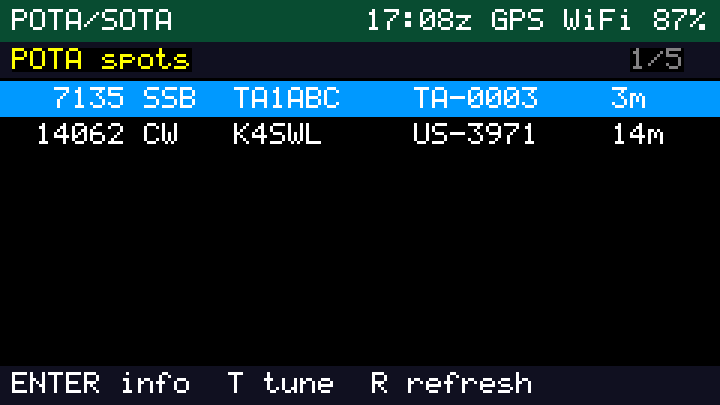 POTA/SOTA 17:08z GPS WiFi 87%
POTA spots 1/5
7135 SSB TA1ABC TA-0003 3m
14062 CW K4SWL US-3971 14m
ENTER info T tune R refresh